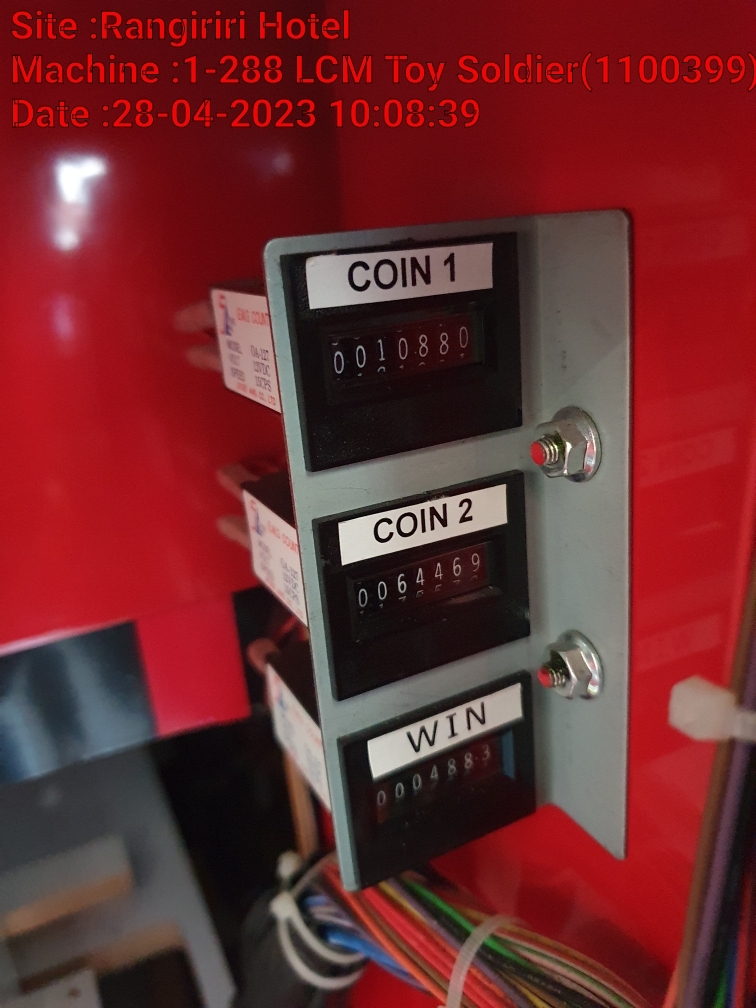 Site :Rangiriri Hotel
Machine :1-288 LCM Toy Soldier(1100399)
Date :28-04-2023 10:08:39
COIN 1
0010880
COIN 2
0064469
WIN
0004883